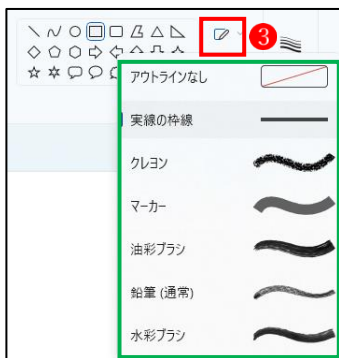 3
アウトラインなし
実線の枠線
クレヨン
マーカー
油彩ブラシ
鉛筆 (通常)
水彩ブラシ